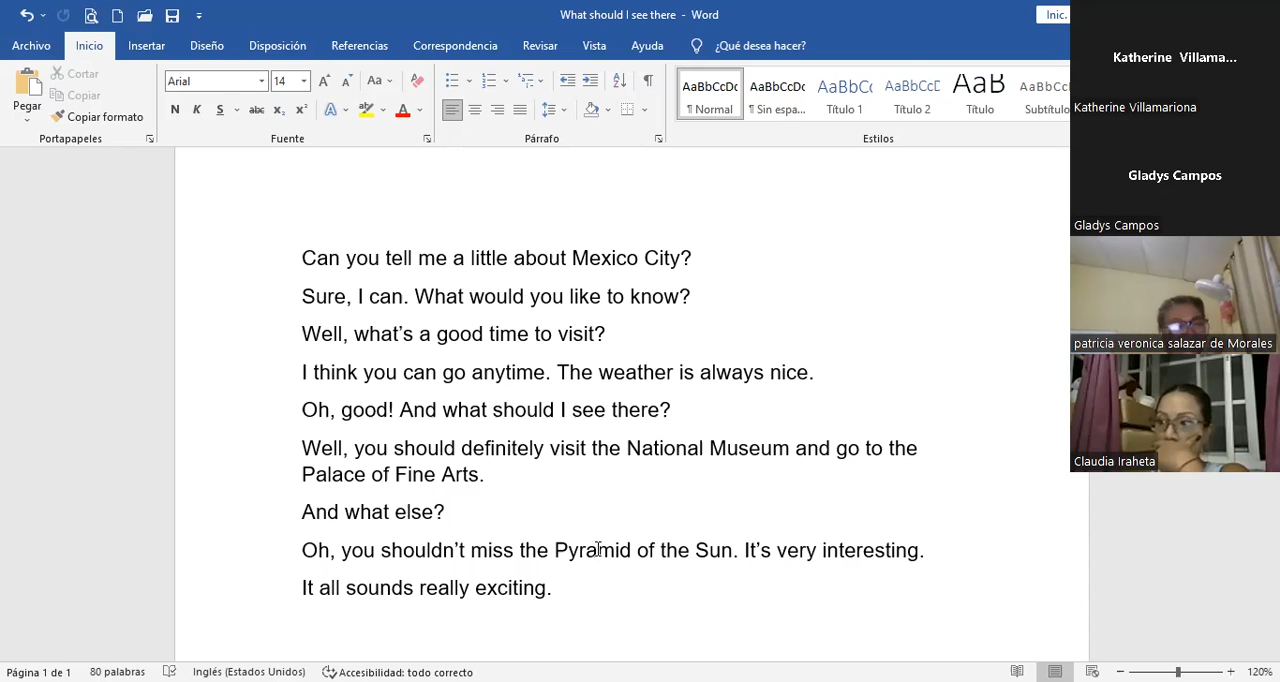 What should I see there - Word
Inic.
Archivo Inicio Insertar Diseño Disposición Referencias Correspondencia Revisar Vista Ayuda ¿Qué desea hacer?
Pegar
Cortar
Copiar
Copiar formato
Portapapeles
Arial 14
N K S abc x₂ x²
Aa
A A
Fuente
Párrafo
AaBbCcDc AaBbCcDc AaBbCc AaBbCcD AaB AaBbCcD
¶ Normal ¶ Sin espa... Título 1 Título 2 Título Subtítulo
Estilos
Can you tell me a little about Mexico City?
Sure, I can. What would you like to know?
Well, what's a good time to visit?
I think you can go anytime. The weather is always nice.
Oh, good! And what should I see there?
Well, you should definitely visit the National Museum and go to the
Palace of Fine Arts.
And what else?
Oh, you shouldn't miss the Pyramid of the Sun. It's very interesting.
It all sounds really exciting.
Katherine Villama...
Katherine Villamariona
Gladys Campos
Gladys Campos
patricia veronica salazar de Morales
Claudia Iraheta
Página 1 de 1 80 palabras Inglés (Estados Unidos) Accesibilidad: todo correcto 120%